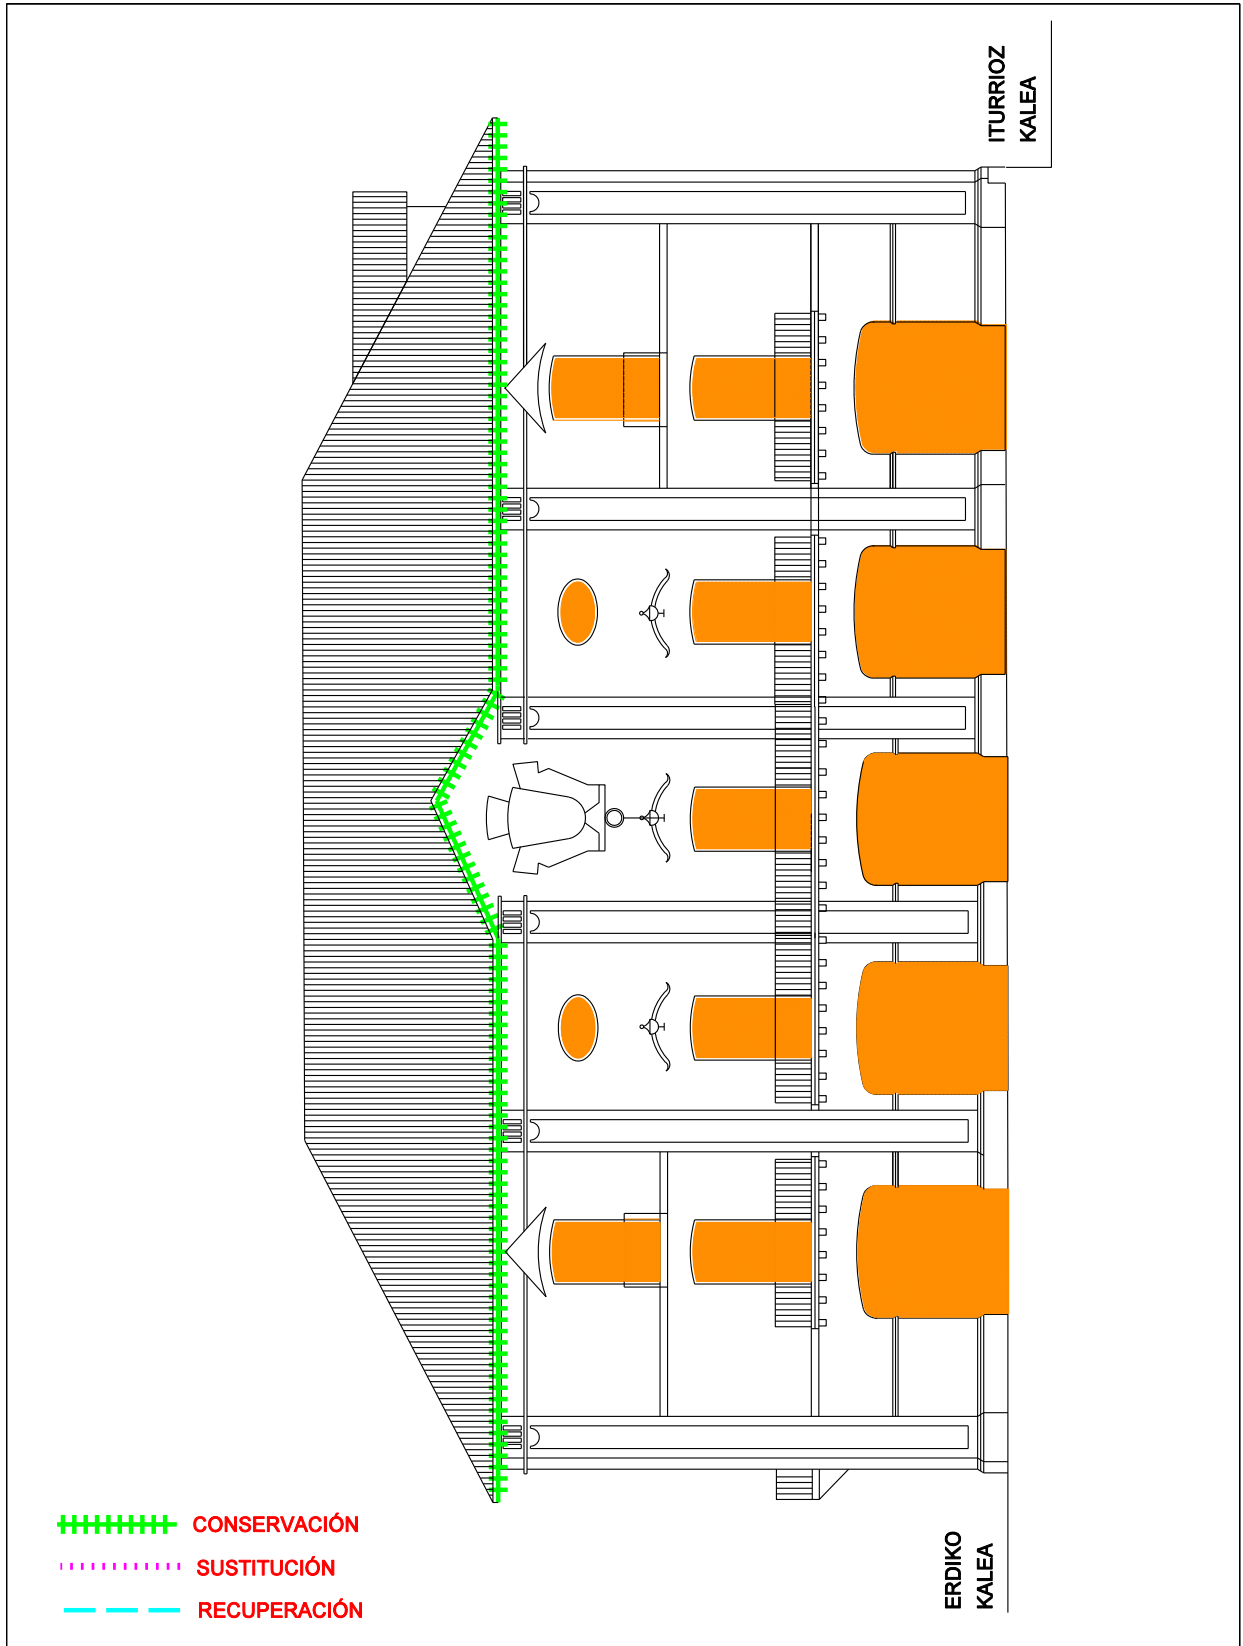 ITURRIOZ
KALEA
ERDIKO
KALEA
CONSERVACIÓN
SUSTITUCIÓN
RECUPERACIÓN